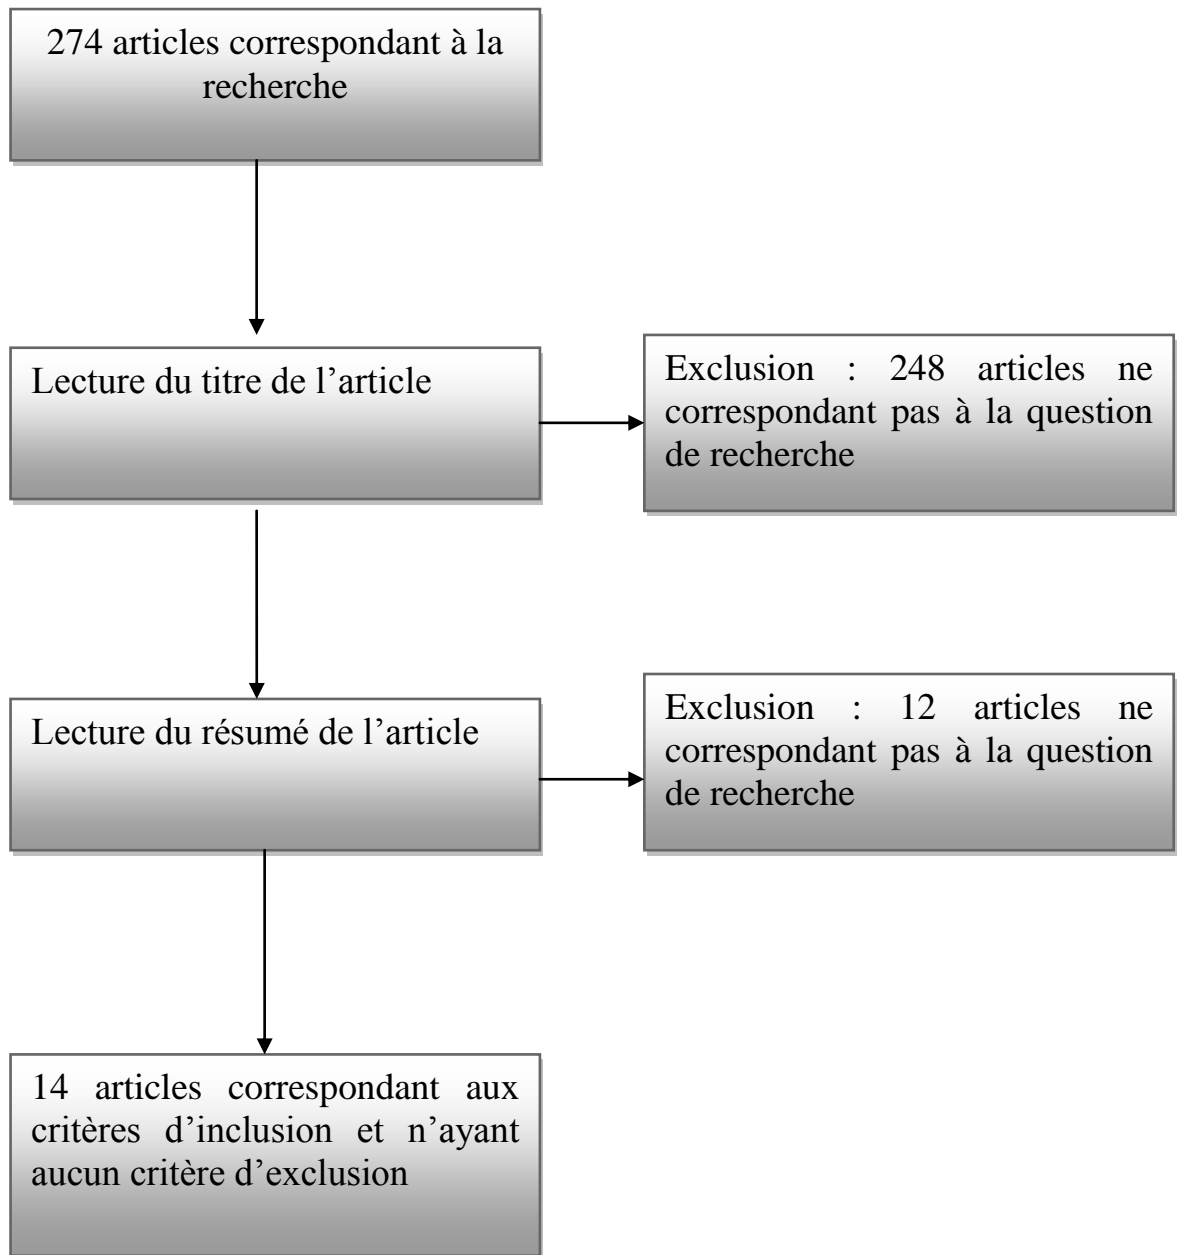 274 articles correspondant à la
recherche
Lecture du titre de l’article
Exclusion : 248 articles ne
correspondant pas à la question
de recherche
Lecture du résumé de l’article
Exclusion : 12 articles ne
correspondant pas à la question
de recherche
14 articles correspondant aux
critères d’inclusion et n’ayant
aucun critère d’exclusion